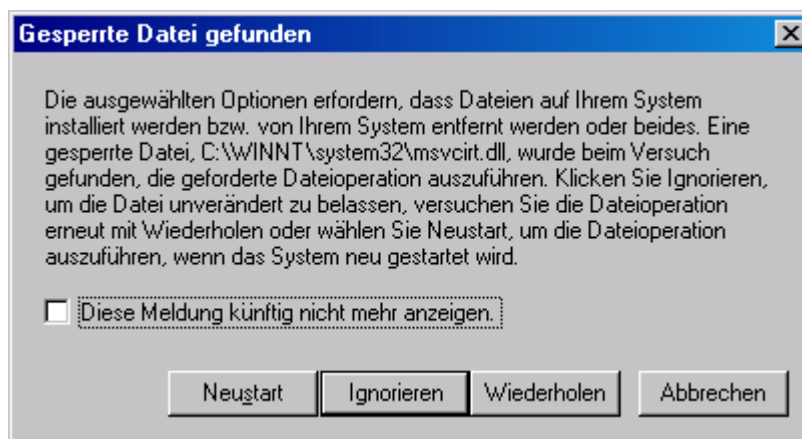 Gesperrte Datei gefunden
Die ausgewählten Optionen erfordern, dass Dateien auf Ihrem System
installiert werden bzw. von Ihrem System entfernt werden oder beides. Eine
gesperrte Datei, C:\WINNT\system32\msvcirt.dll, wurde beim Versuch
gefunden, die geforderte Dateioperation auszuführen. Klicken Sie Ignorieren,
um die Datei unverändert zu belassen, versuchen Sie die Dateioperation
erneut mit Wiederholen oder wählen Sie Neustart, um die Dateioperation
auszuführen, wenn das System neu gestartet wird.
Diese Meldung künftig nicht mehr anzeigen.
Neustart Ignorieren Wiederholen Abbrechen